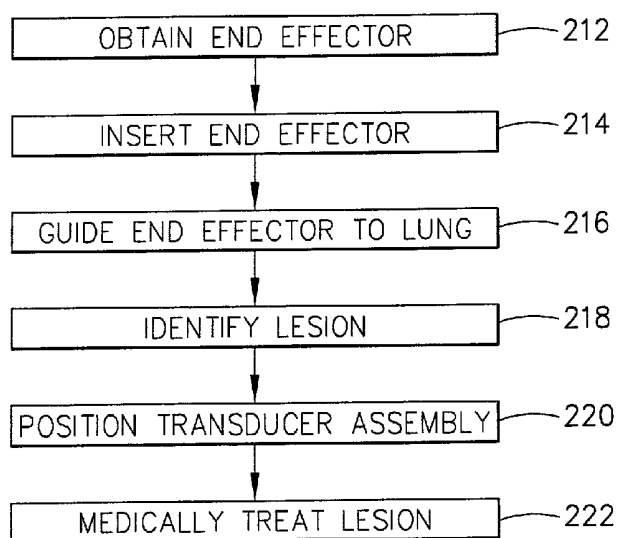 OBTAIN END EFFECTOR 212
INSERT END EFFECTOR 214
GUIDE END EFFECTOR TO LUNG 216
IDENTIFY LESION 218
POSITION TRANSDUCER ASSEMBLY 220
MEDICALLY TREAT LESION 222